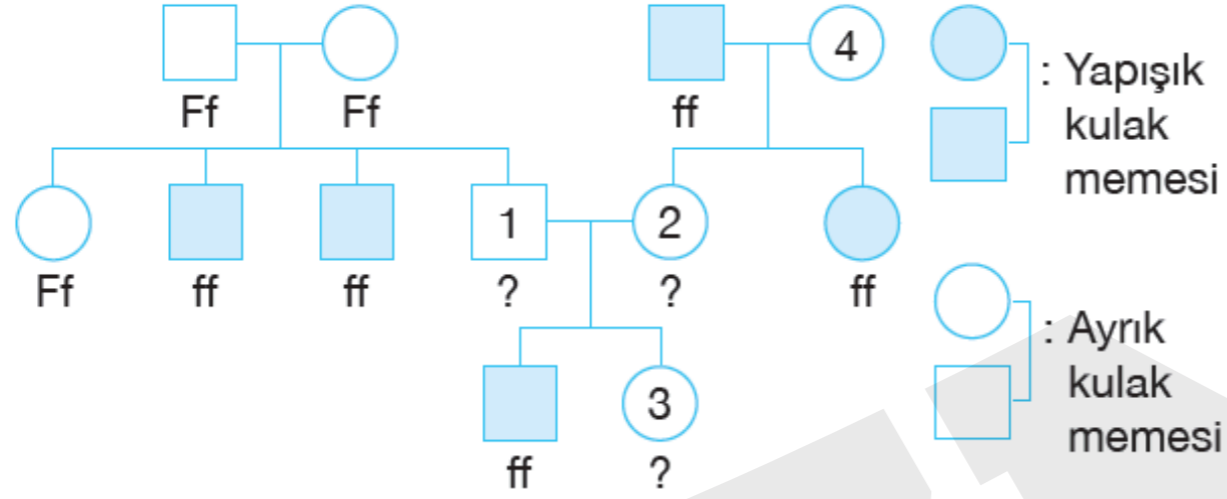 4
Ff Ff ff
: Yapışık
kulak
memesi
1 2
Ff ff ff ? ? ff
: Ayrık
kulak
memesi
3
ff ?